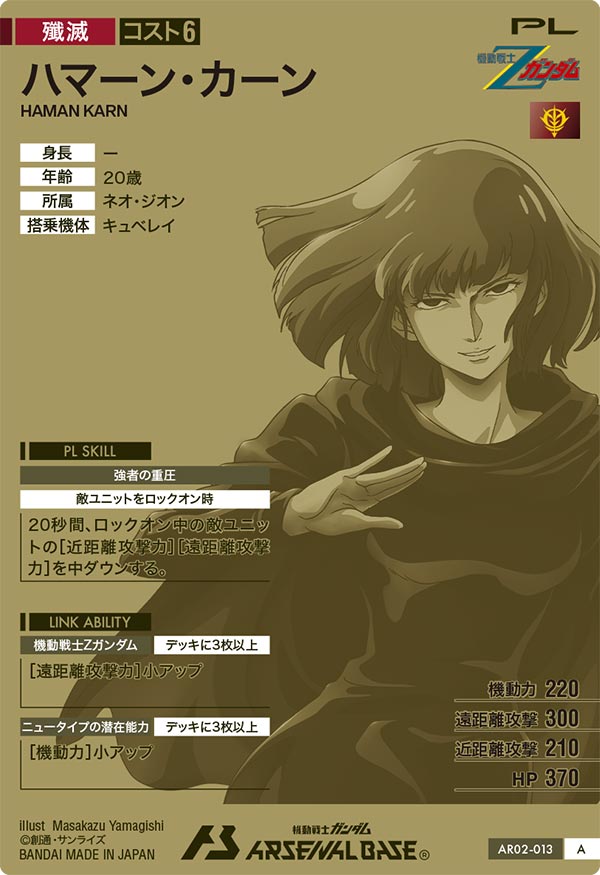 殲滅 コスト6
PL
ハマーン・カーン
HAMAN KARN
機動戦士
Zガンダム
身長 ー
年齢 20歳
所属 ネオ・ジオン
搭乗機体 キュベレイ
PL SKILL
強者の重圧
敵ユニットをロックオン時
20秒間、ロックオン中の敵ユニッ
トの[近距離攻撃力][遠距離攻撃
力]を中ダウンする。
LINK ABILITY
機動戦士Zガンダム デッキに3枚以上
[遠距離攻撃力]小アップ
ニュータイプの潜在能力 デッキに3枚以上
[機動力]小アップ
機動力 220
遠距離攻撃 300
近距離攻撃 210
HP 370
illust Masakazu Yamagishi
©創通・サンライズ
BANDAI MADE IN JAPAN
機動戦士ガンダム
AB ARSENAL BASE®
AR02-013 A